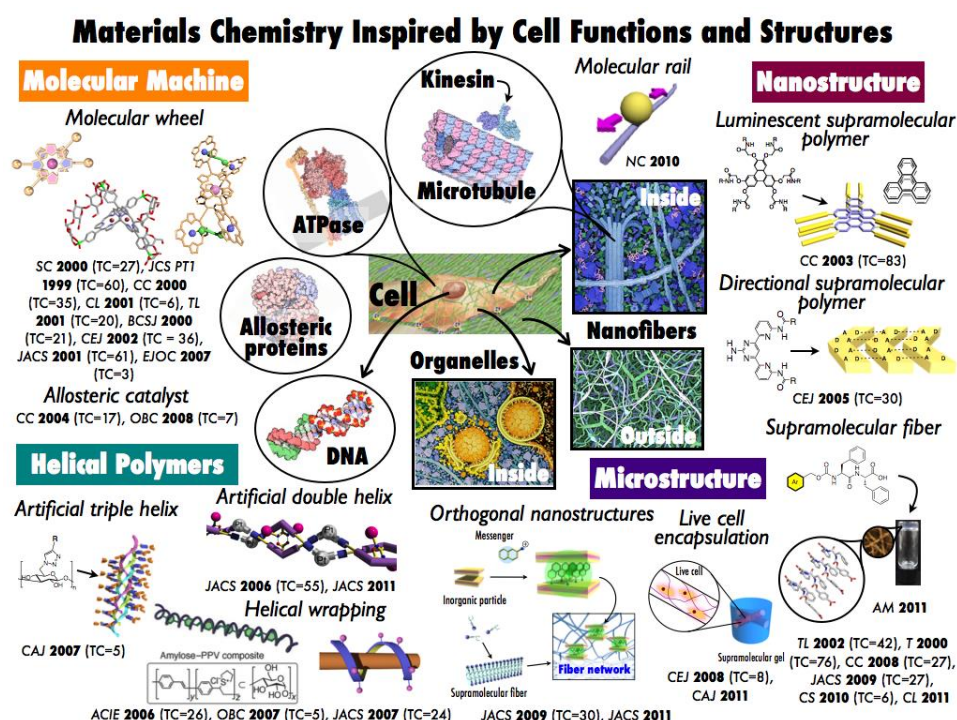 Materials Chemistry Inspired by Cell Functions and Structures
Molecular Machine
Molecular wheel
SC 2000 (TC=27), JCS PT1
1999 (TC=60), CC 2000
(TC=35), CL 2001 (TC=6), TL
2001 (TC=20), BCSJ 2000
(TC=21), CEJ 2002 (TC = 36),
JACS 2001 (TC=61), EJOC 2007
(TC=3)
Allosteric catalyst
CC 2004 (TC=17), OBC 2008 (TC=7)
Kinesin
Microtubule
ATPase
Allosteric
proteins
Cell
DNA
Organelles
Inside
Molecular rail
NC 2010
Inside
Nanofibers
Outside
Nanostructure
Luminescent supramolecular
polymer
CC 2003 (TC=83)
Directional supramolecular
polymer
CEJ 2005 (TC=30)
Supramolecular fiber
Ar
AM 2011
TL 2002 (TC=42), T 2000
(TC=76), CC 2008 (TC=27),
JACS 2009 (TC=27),
CS 2010 (TC=6), CL 2011
Helical Polymers
Artificial triple helix
CAJ 2007 (TC=5)
Artificial double helix
JACS 2006 (TC=55), JACS 2011
Helical wrapping
Amylose–PPV composite
ACIE 2006 (TC=26), OBC 2007 (TC=5), JACS 2007 (TC=24)
Microstructure
Orthogonal nanostructures
Messenger
Inorganic particle
Supramolecular fiber
Fiber network
JACS 2009 (TC=30), JACS 2011
Live cell
encapsulation
Live cell
Supramolecular gel
CEJ 2008 (TC=8),
CAJ 2011